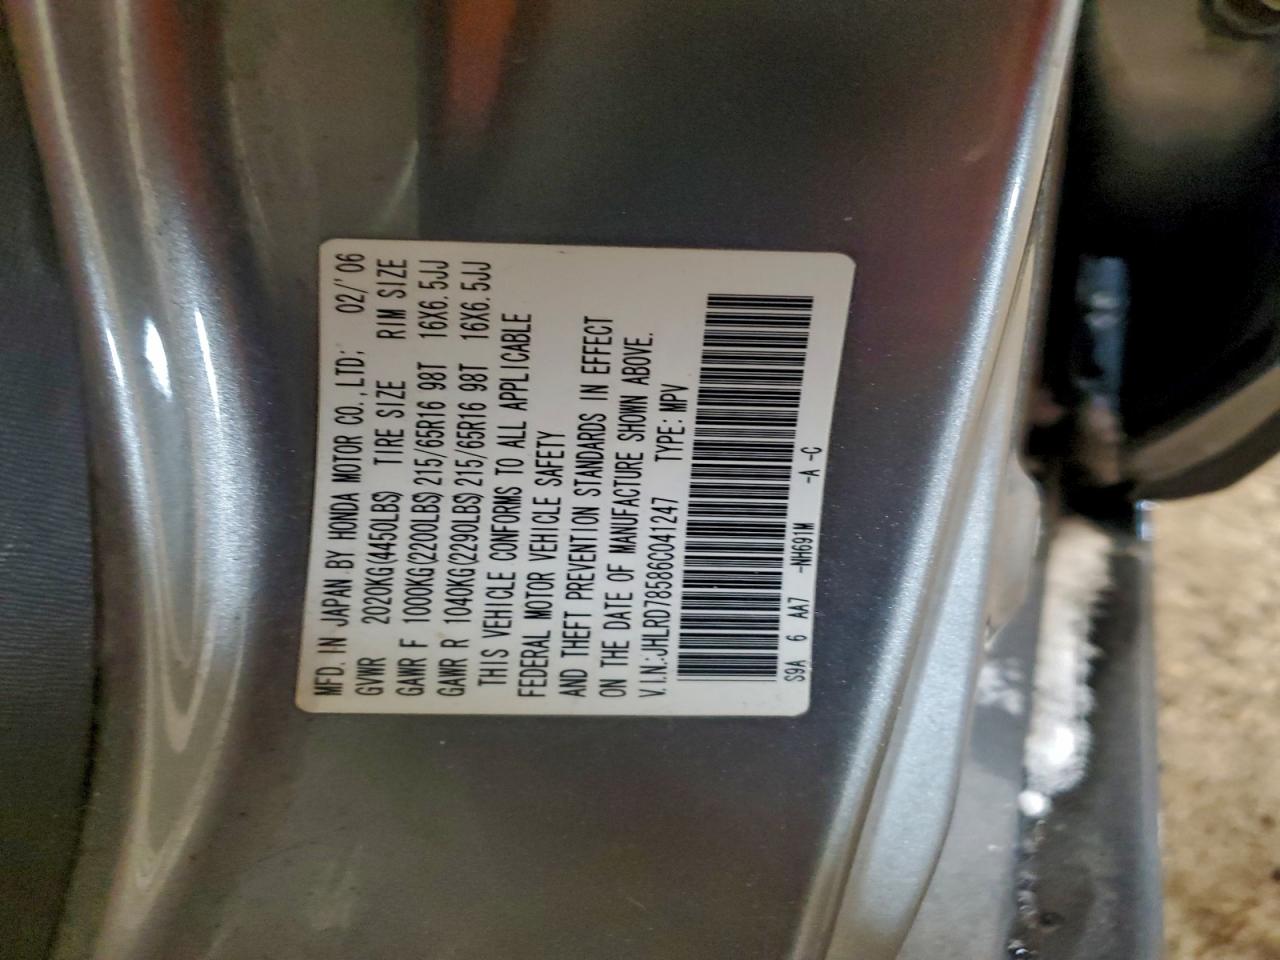 MFD. IN JAPAN BY HONDA MOTOR CO., LTD: 02/'06
GVWR 2020KG(4450LBS) TIRE SIZE RIM SIZE
GAWR F 1000KG(2200LBS) 215/65R16 98T 16X6.5JJ
GAWR R 1040KG(2290LBS) 215/65R16 98T 16X6.5JJ
THIS VEHICLE CONFORMS TO ALL APPLICABLE
FEDERAL MOTOR VEHICLE SAFETY
AND THEFT PREVENTION STANDARDS IN EFFECT
ON THE DATE OF MANUFACTURE SHOWN ABOVE.
V.I.N.:JHLRD78586C041247 TYPE: MPV
S9A 6 AA7 -NH691M -A -C